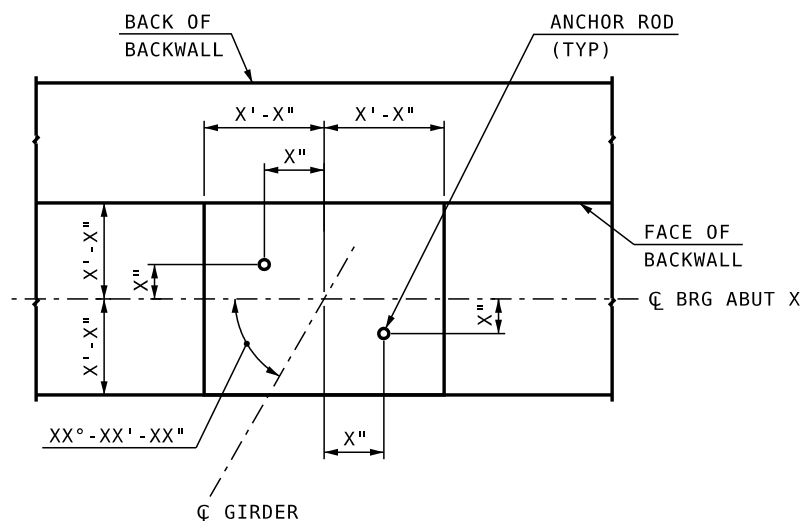 BACK OF
BACKWALL
ANCHOR ROD
(TYP)
X'-X"
X'-X"
X"
X'-X"
X"
FACE OF
BACKWALL
℄ BRG ABUT X
X"
X'-X"
XX°-XX'-XX"
X"
℄ GIRDER